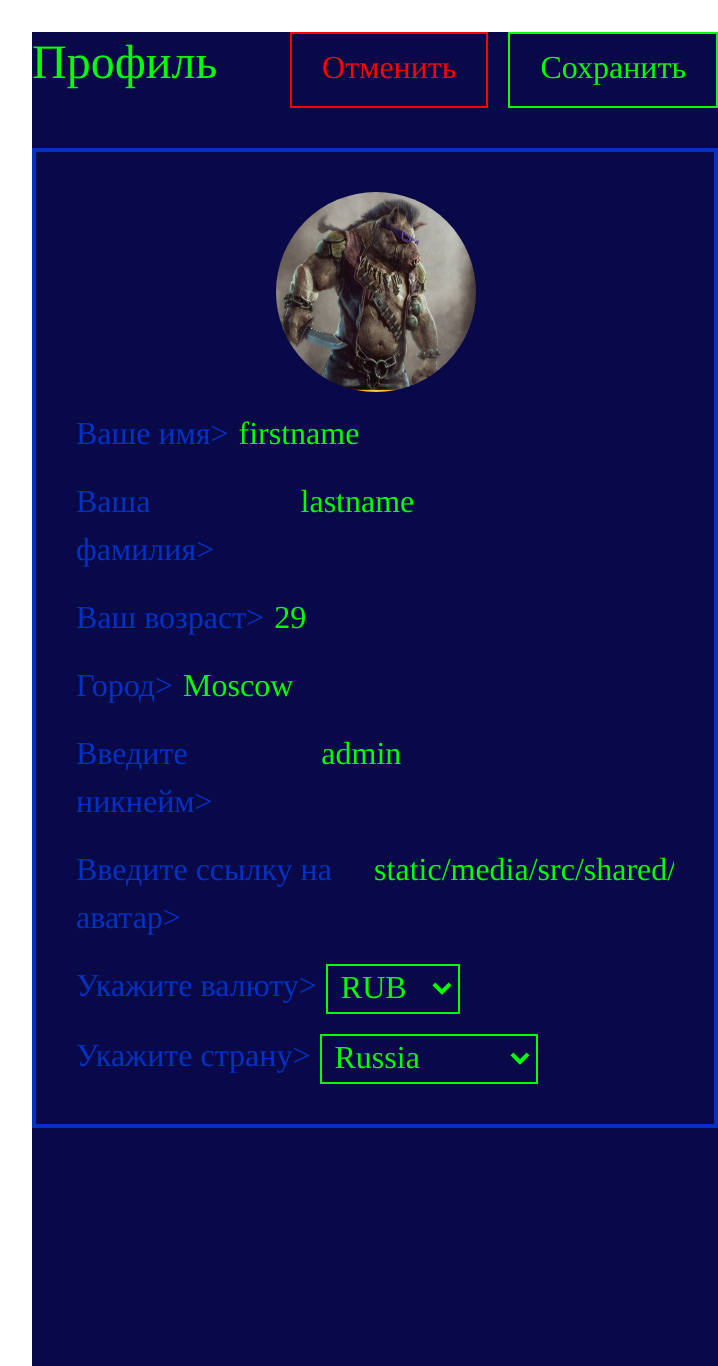 Профиль
Отменить
Сохранить
Ваше имя> firstname
Ваша lastname
фамилия>
Ваш возраст> 29
Город> Moscow
Введите admin
никнейм>
Введите ссылку на static/media/src/shared/
аватар>
Укажите валюту> RUB
Укажите страну> Russia